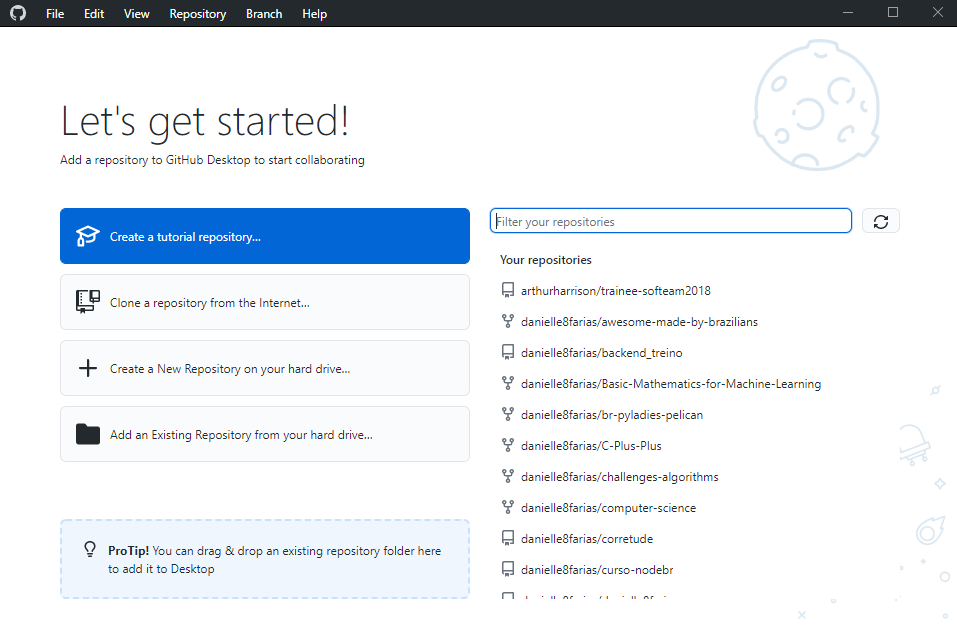 File Edit View Repository Branch Help
Let's get started!
Add a repository to GitHub Desktop to start collaborating
Create a tutorial repository...
Clone a repository from the Internet...
Create a New Repository on your hard drive...
Add an Existing Repository from your hard drive...
ProTip! You can drag & drop an existing repository folder here
to add it to Desktop
Filter your repositories
Your repositories
arthurharrison/trainee-softeam2018
danielle8farias/awesome-made-by-brazilians
danielle8farias/backend_treino
danielle8farias/Basic-Mathematics-for-Machine-Learning
danielle8farias/br-pyladies-pelican
danielle8farias/C-Plus-Plus
danielle8farias/challenges-algorithms
danielle8farias/computer-science
danielle8farias/corretude
danielle8farias/curso-nodebr